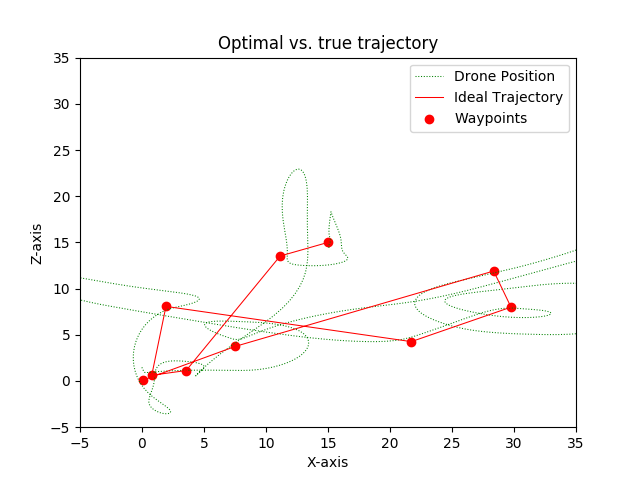 Optimal vs. true trajectory
Drone Position
Ideal Trajectory
Waypoints
Z-axis
35
30
25
20
15
10
5
0
−5
−5 0 5 10 15 20 25 30 35
X-axis